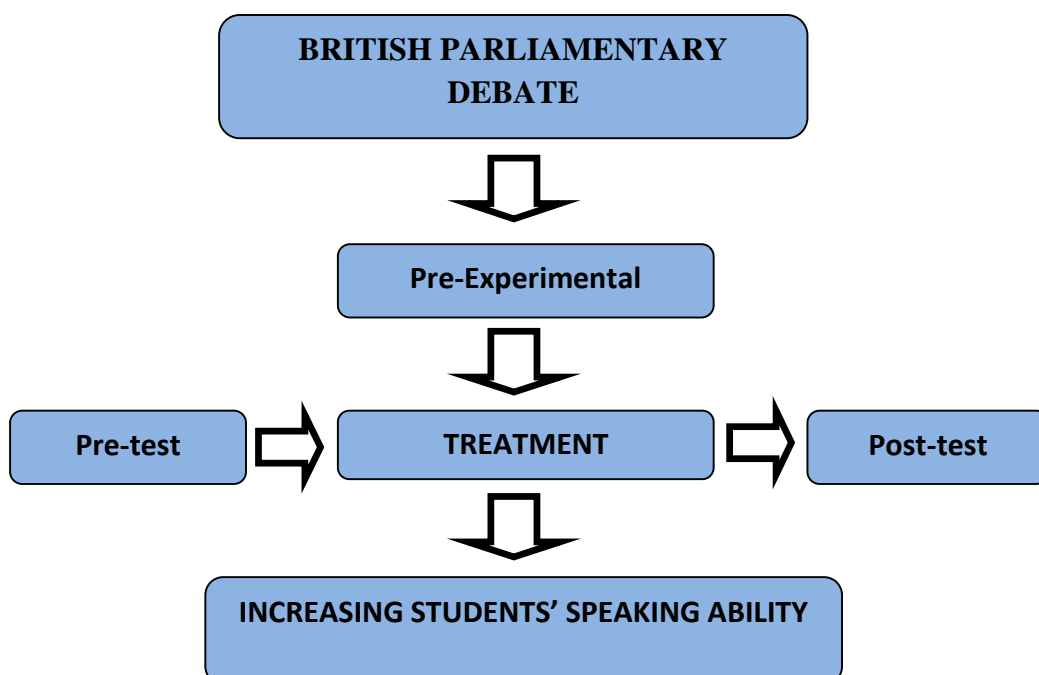 BRITISH PARLIAMENTARY
DEBATE
Pre-Experimental
Pre-test
TREATMENT
Post-test
INCREASING STUDENTS’ SPEAKING ABILITY